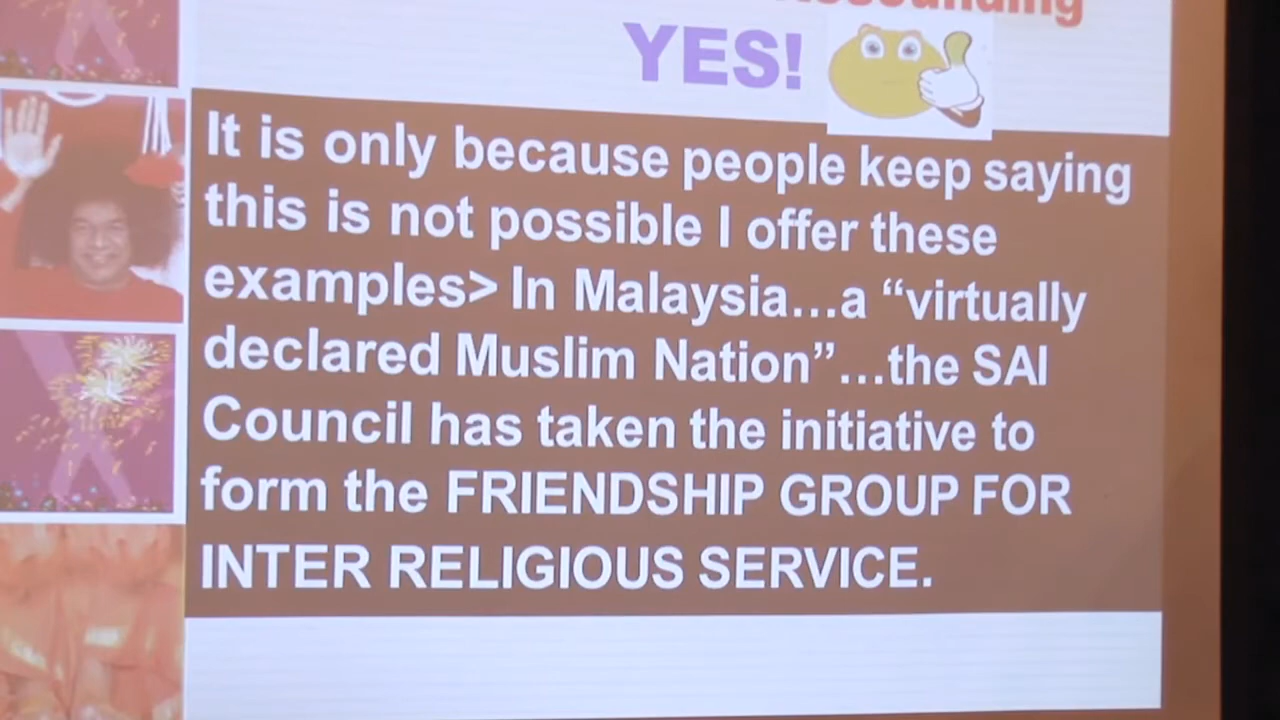 YES!
It is only because people keep saying
this is not possible I offer these
examples> In Malaysia...a “virtually
declared Muslim Nation”...the SAI
Council has taken the initiative to
form the FRIENDSHIP GROUP FOR
INTER RELIGIOUS SERVICE.